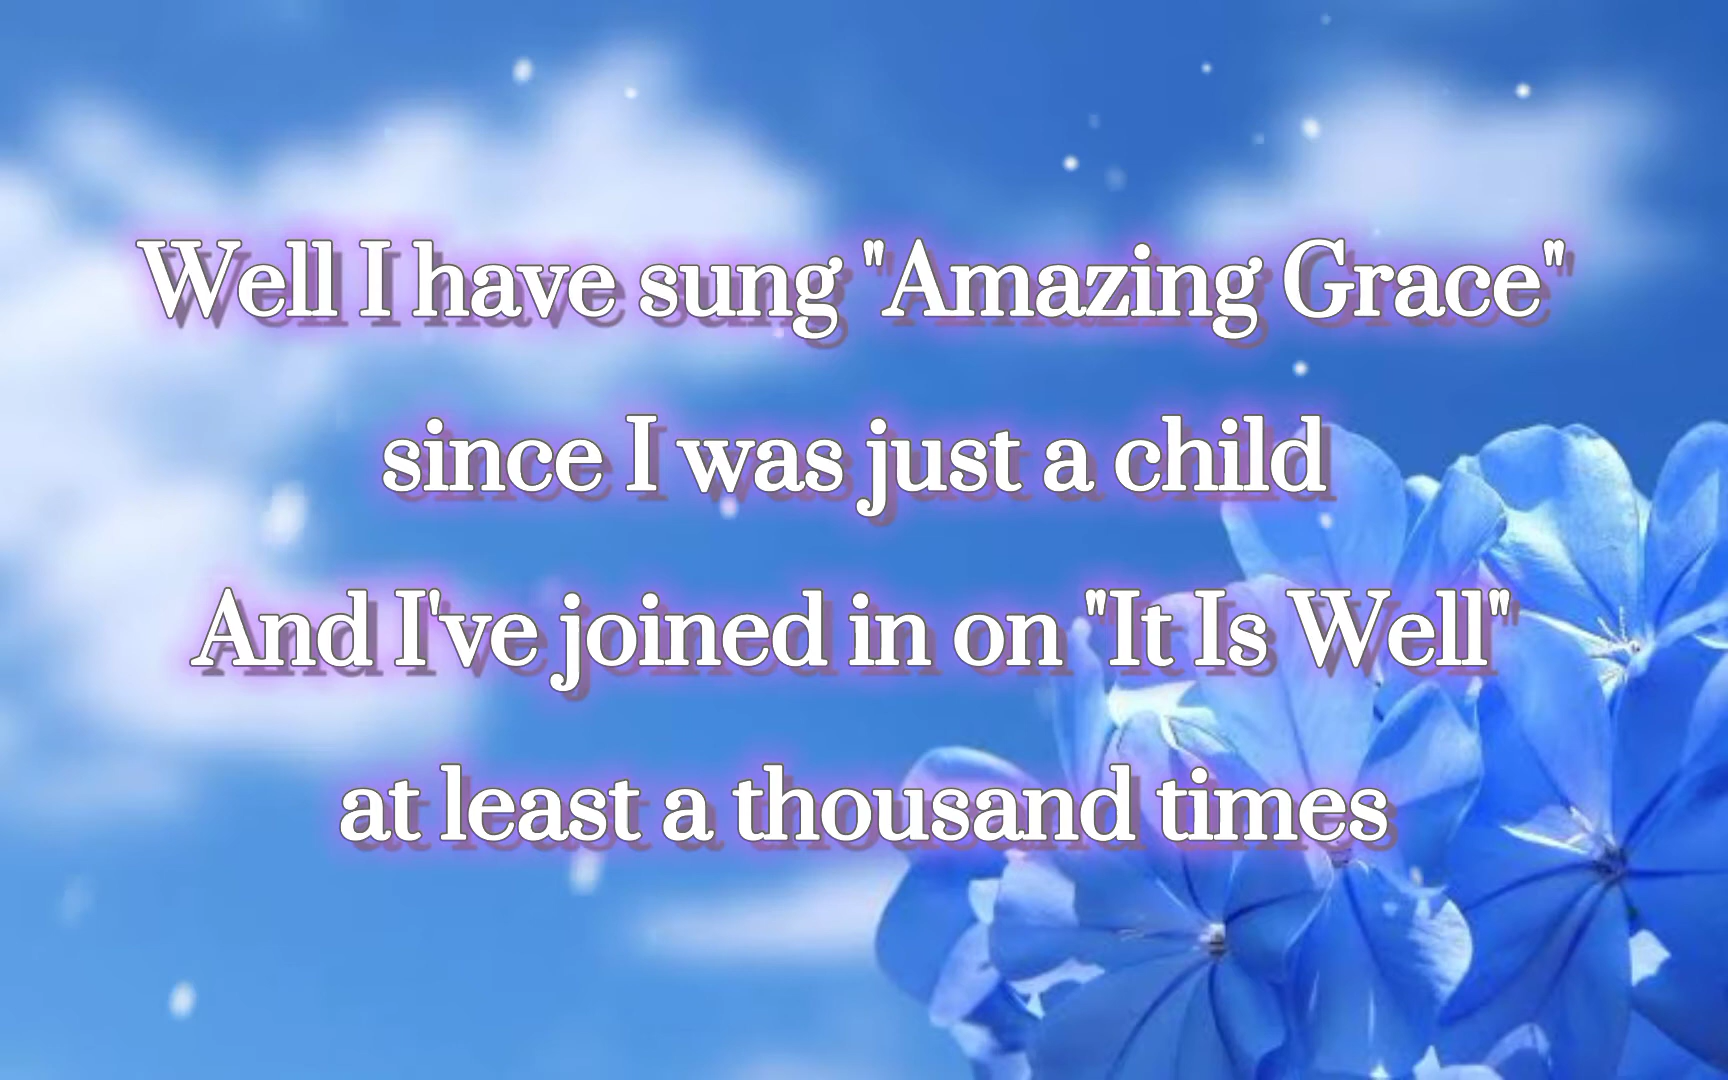 Well I have sung "Amazing Grace"
since I was just a child
And I've joined in on "It Is Well"
at least a thousand times